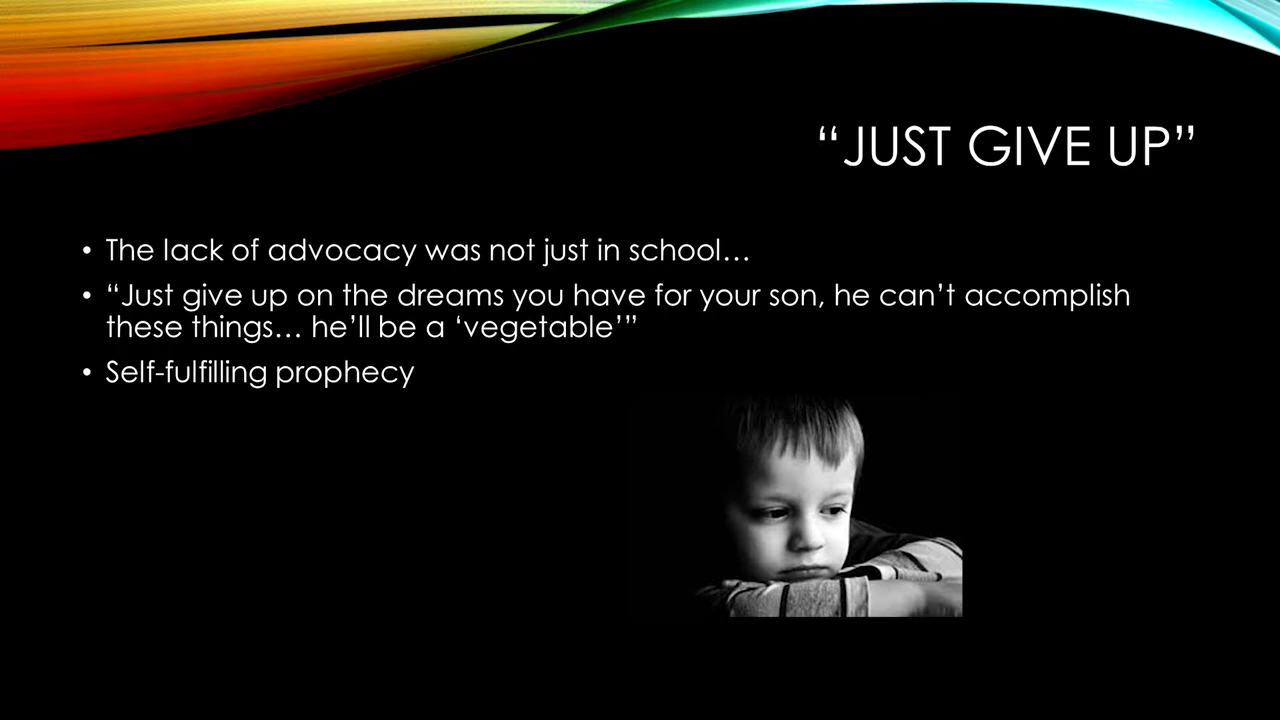 “JUST GIVE UP”
• The lack of advocacy was not just in school…
• “Just give up on the dreams you have for your son, he can’t accomplish
these things… he’ll be a ‘vegetable’”
• Self-fulfilling prophecy